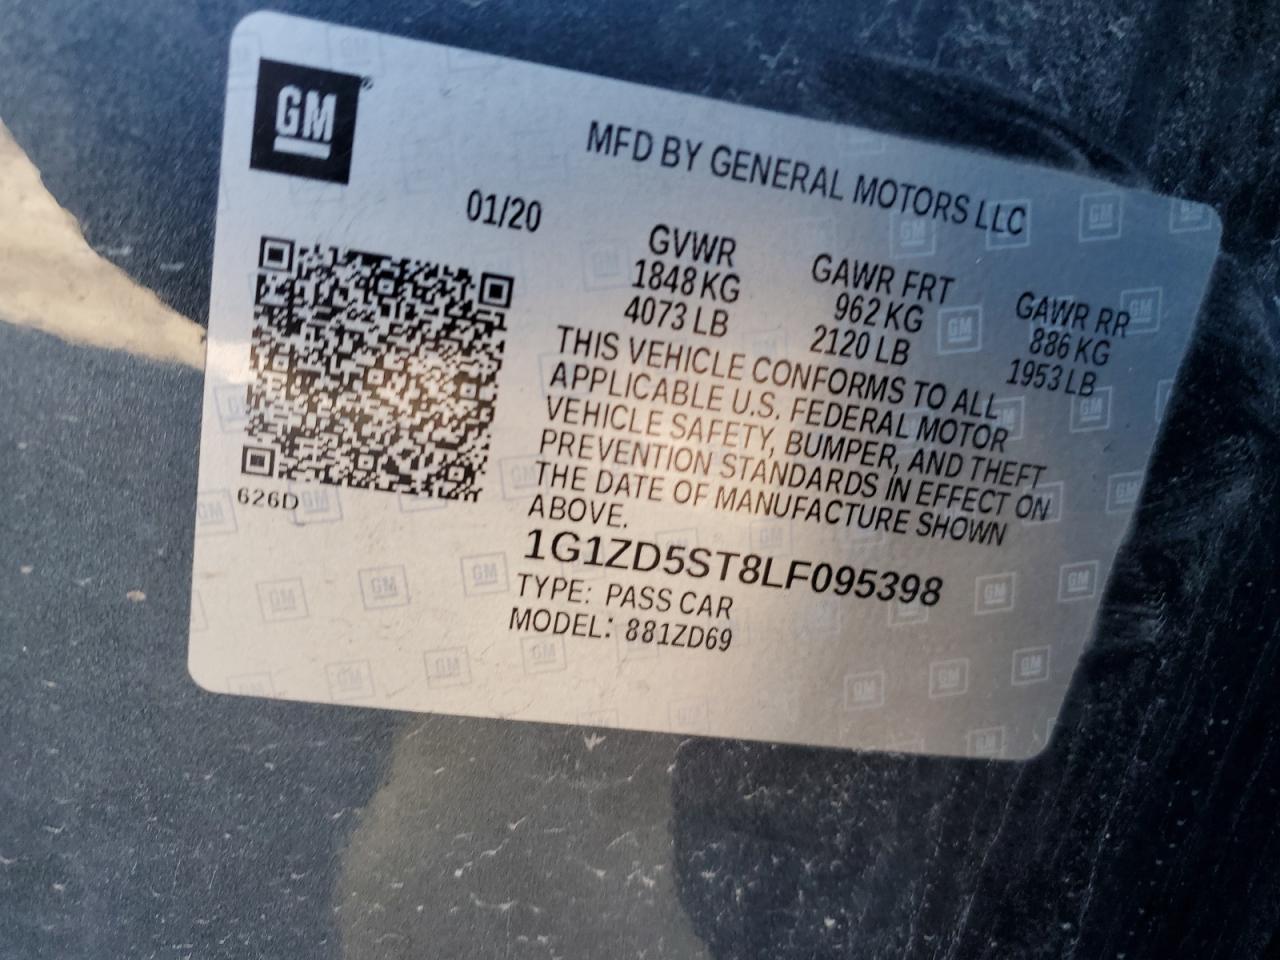 GM
MFD BY GENERAL MOTORS LLC
01/20
GVWR
1848 KG
4073 LB
GAWR FRT
962 KG
2120 LB
GAWR RR
886 KG
1953 LB
THIS VEHICLE CONFORMS TO ALL
APPLICABLE U.S. FEDERAL MOTOR
VEHICLE SAFETY, BUMPER, AND THEFT
PREVENTION STANDARDS IN EFFECT ON
THE DATE OF MANUFACTURE SHOWN
ABOVE.
626D
1G1ZD5ST8LF095398
TYPE: PASS CAR
MODEL: 881ZD69